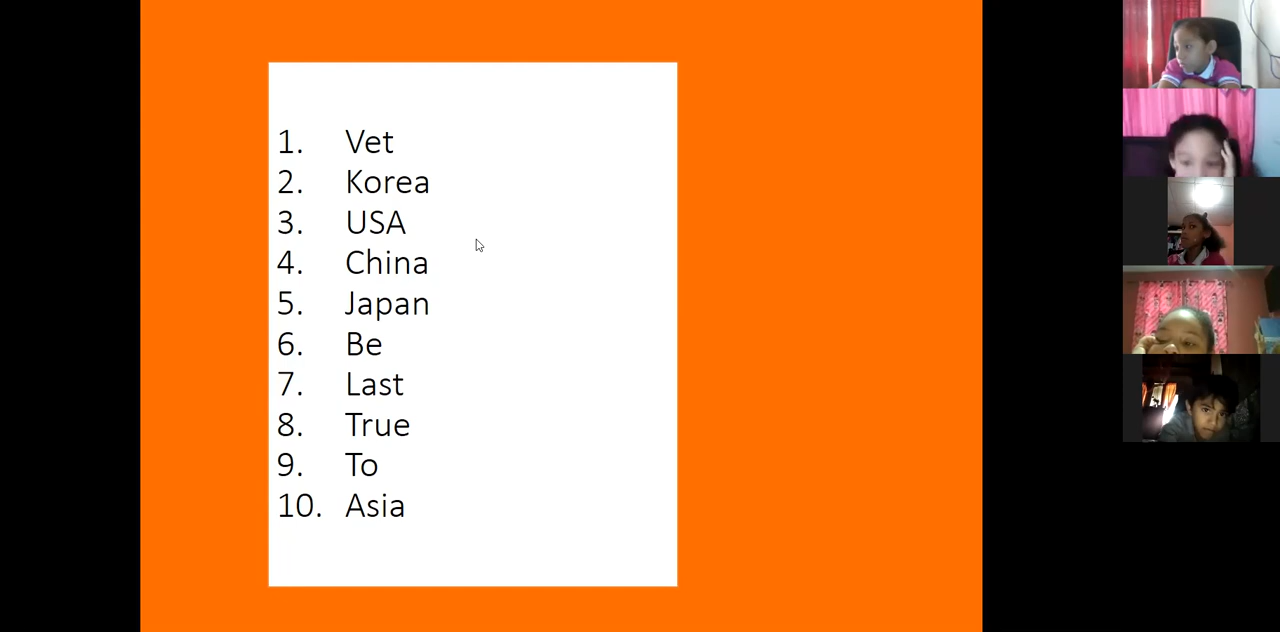 1. Vet
2. Korea
3. USA
4. China
5. Japan
6. Be
7. Last
8. True
9. To
10. Asia